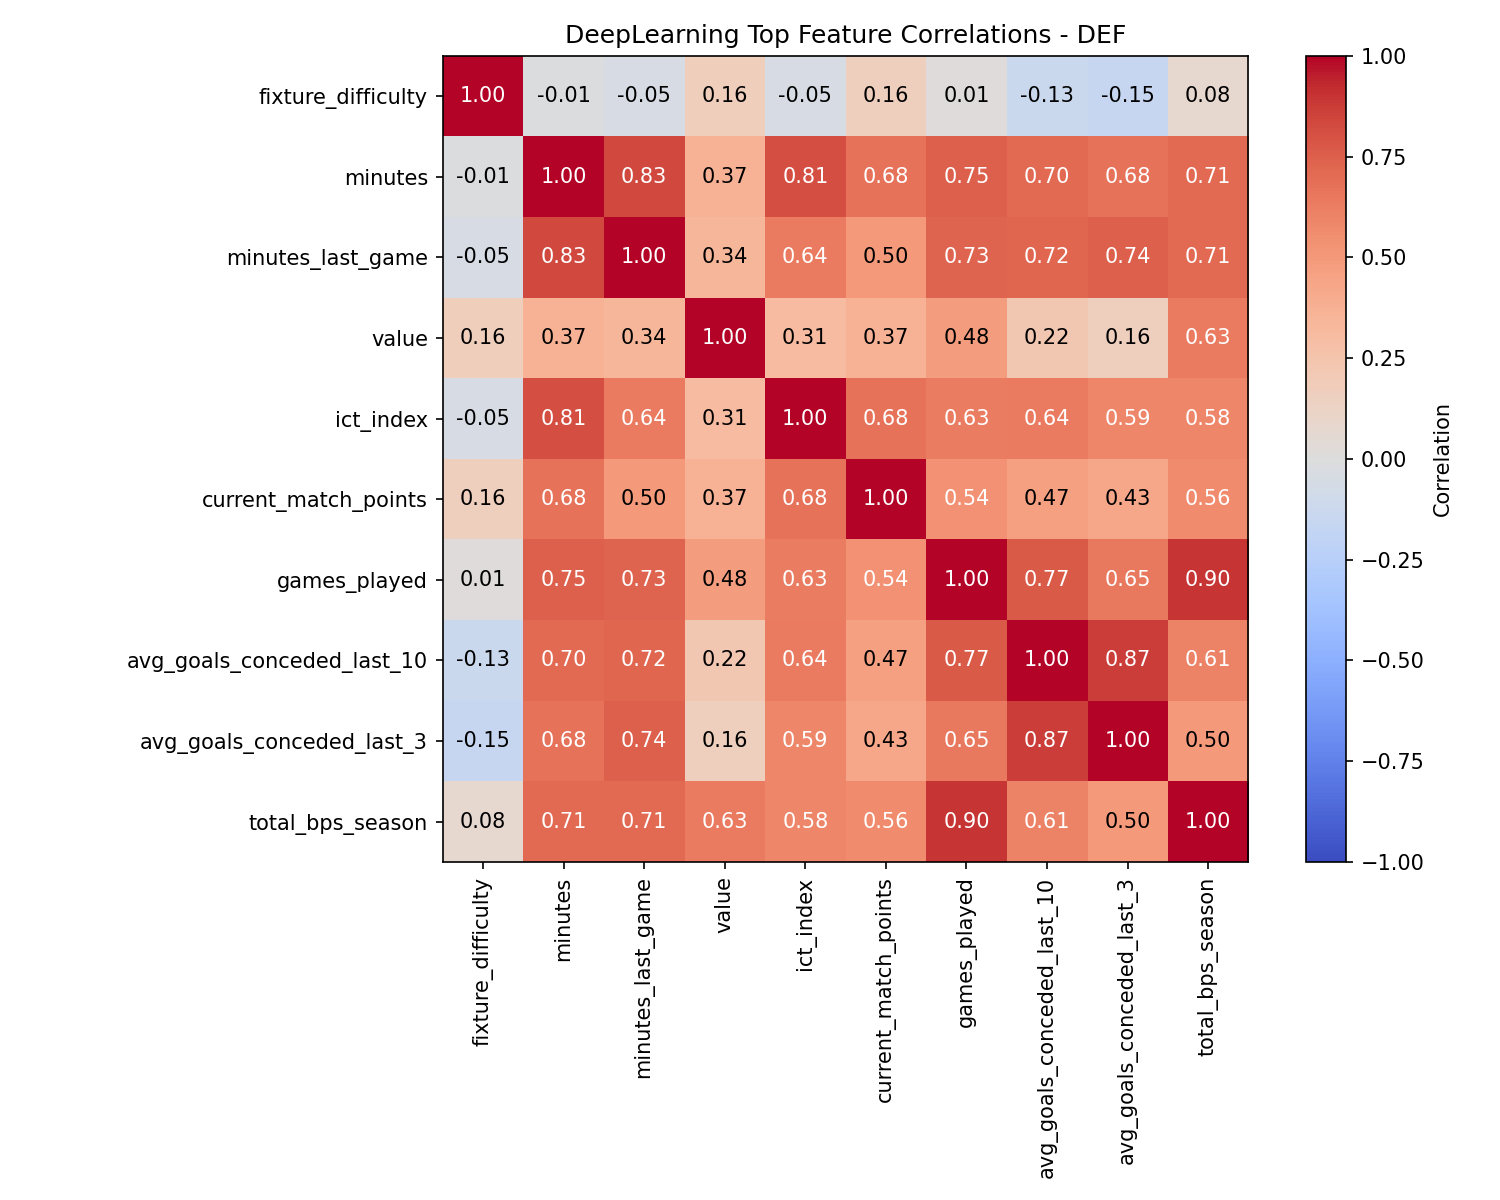 DeepLearning Top Feature Correlations - DEF
fixture_difficulty 1.00 -0.01 -0.05 0.16 -0.05 0.16 0.01 -0.13 -0.15 0.08
minutes -0.01 1.00 0.83 0.37 0.81 0.68 0.75 0.70 0.68 0.71
minutes_last_game -0.05 0.83 1.00 0.34 0.64 0.50 0.73 0.72 0.74 0.71
value 0.16 0.37 0.34 1.00 0.31 0.37 0.48 0.22 0.16 0.63
ict_index -0.05 0.81 0.64 0.31 1.00 0.68 0.63 0.64 0.59 0.58
current_match_points 0.16 0.68 0.50 0.37 0.68 1.00 0.54 0.47 0.43 0.56
games_played 0.01 0.75 0.73 0.48 0.63 0.54 1.00 0.77 0.65 0.90
avg_goals_conceded_last_10 -0.13 0.70 0.72 0.22 0.64 0.47 0.77 1.00 0.87 0.61
avg_goals_conceded_last_3 -0.15 0.68 0.74 0.16 0.59 0.43 0.65 0.87 1.00 0.50
total_bps_season 0.08 0.71 0.71 0.63 0.58 0.56 0.90 0.61 0.50 1.00
fixture_difficulty
minutes
minutes_last_game
value
ict_index
current_match_points
games_played
avg_goals_conceded_last_10
avg_goals_conceded_last_3
total_bps_season
1.00
0.75
0.50
0.25
0.00
−0.25
−0.50
−0.75
−1.00
Correlation